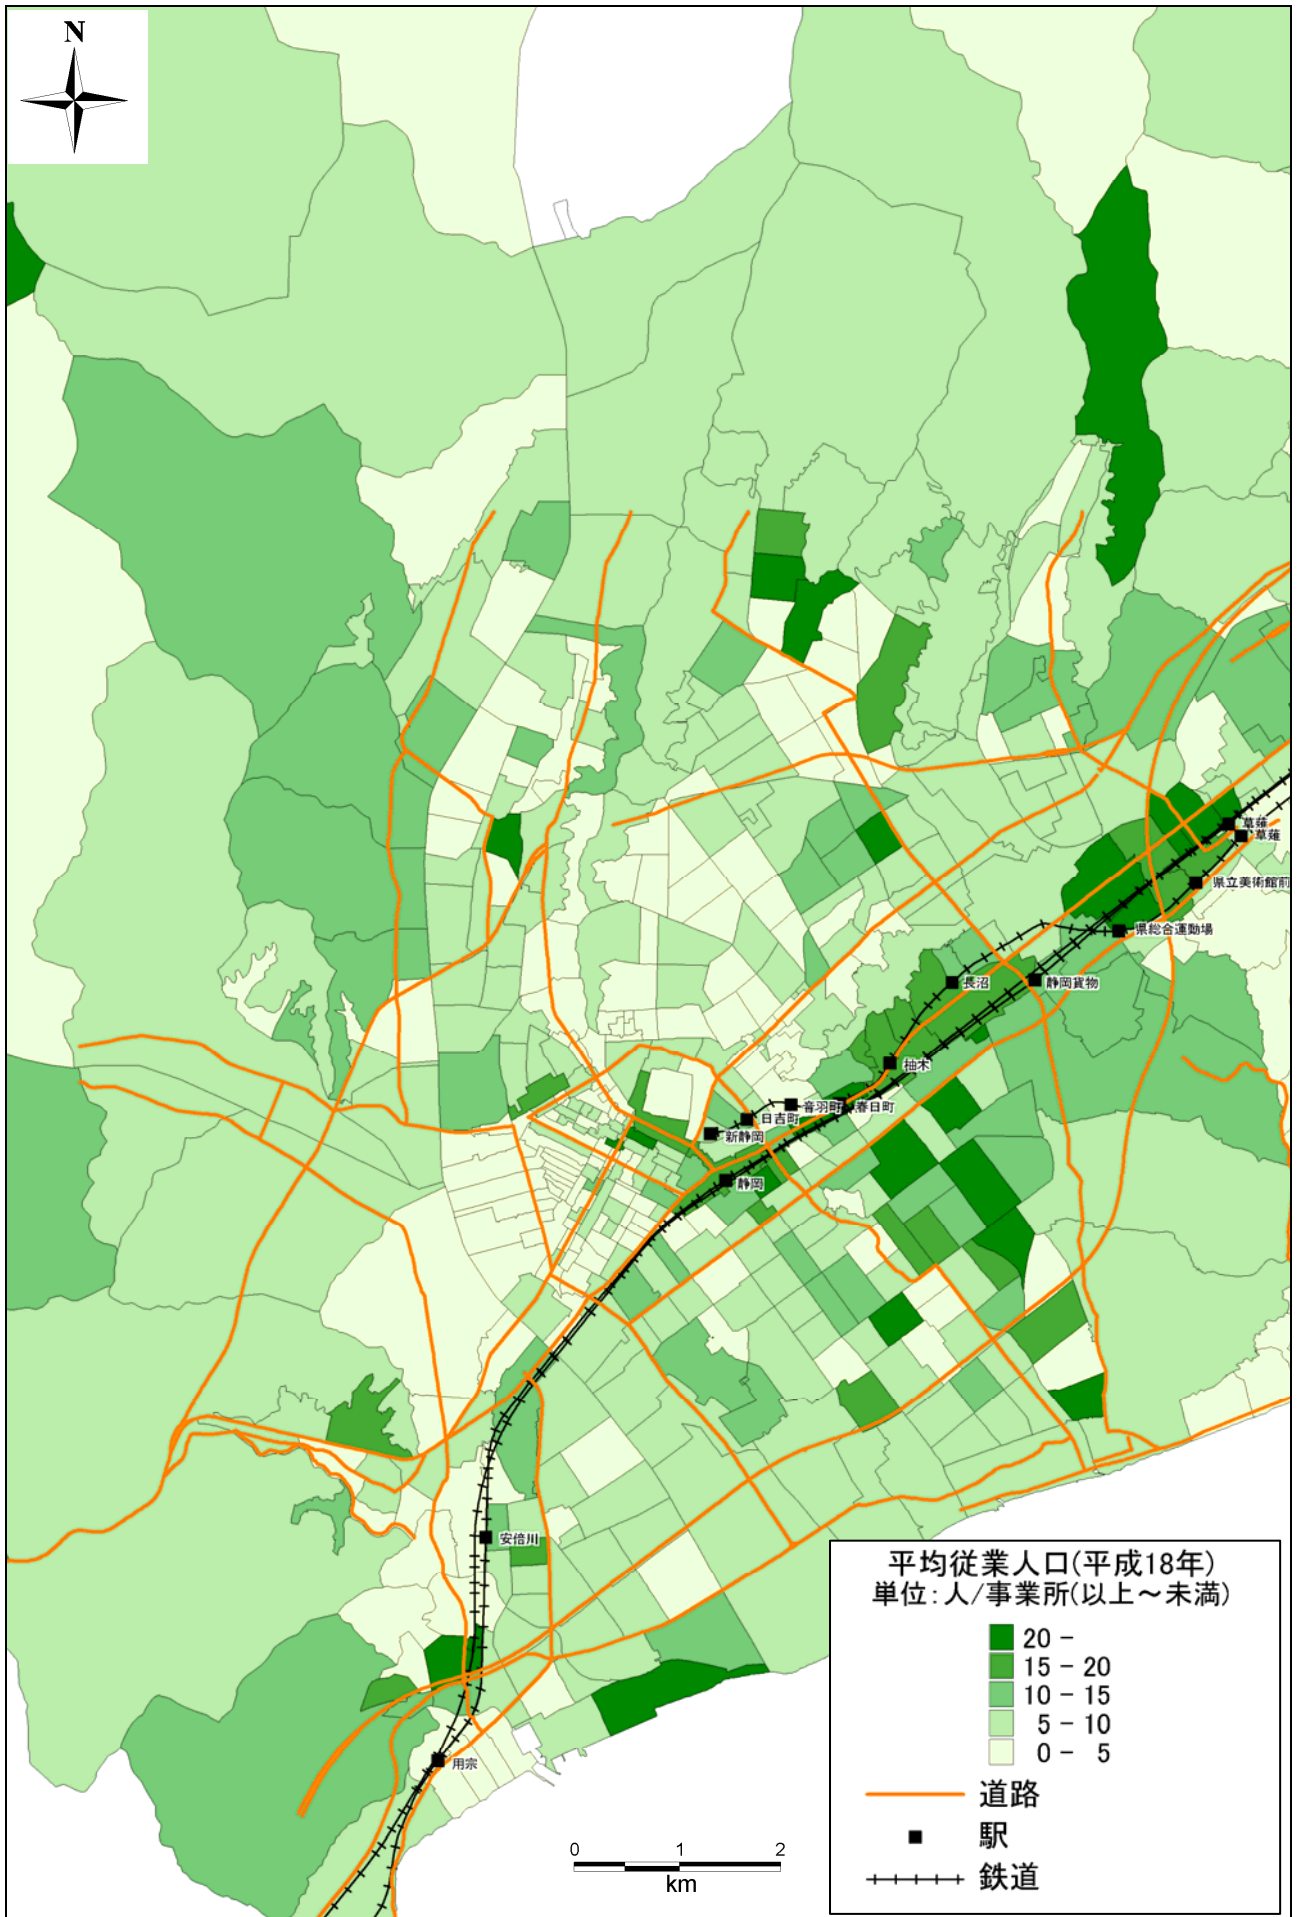 N
草薙
草薙
県立美術館前
県総合運動場
長沼
静岡貨物
柚木
音羽町
春日町
日吉町
新静岡
静岡
安倍川
用宗
平均従業人口(平成18年)
単位:人/事業所(以上～未満)
20 -
15 - 20
10 - 15
5 - 10
0 - 5
道路
駅
鉄道
0 1 2
km